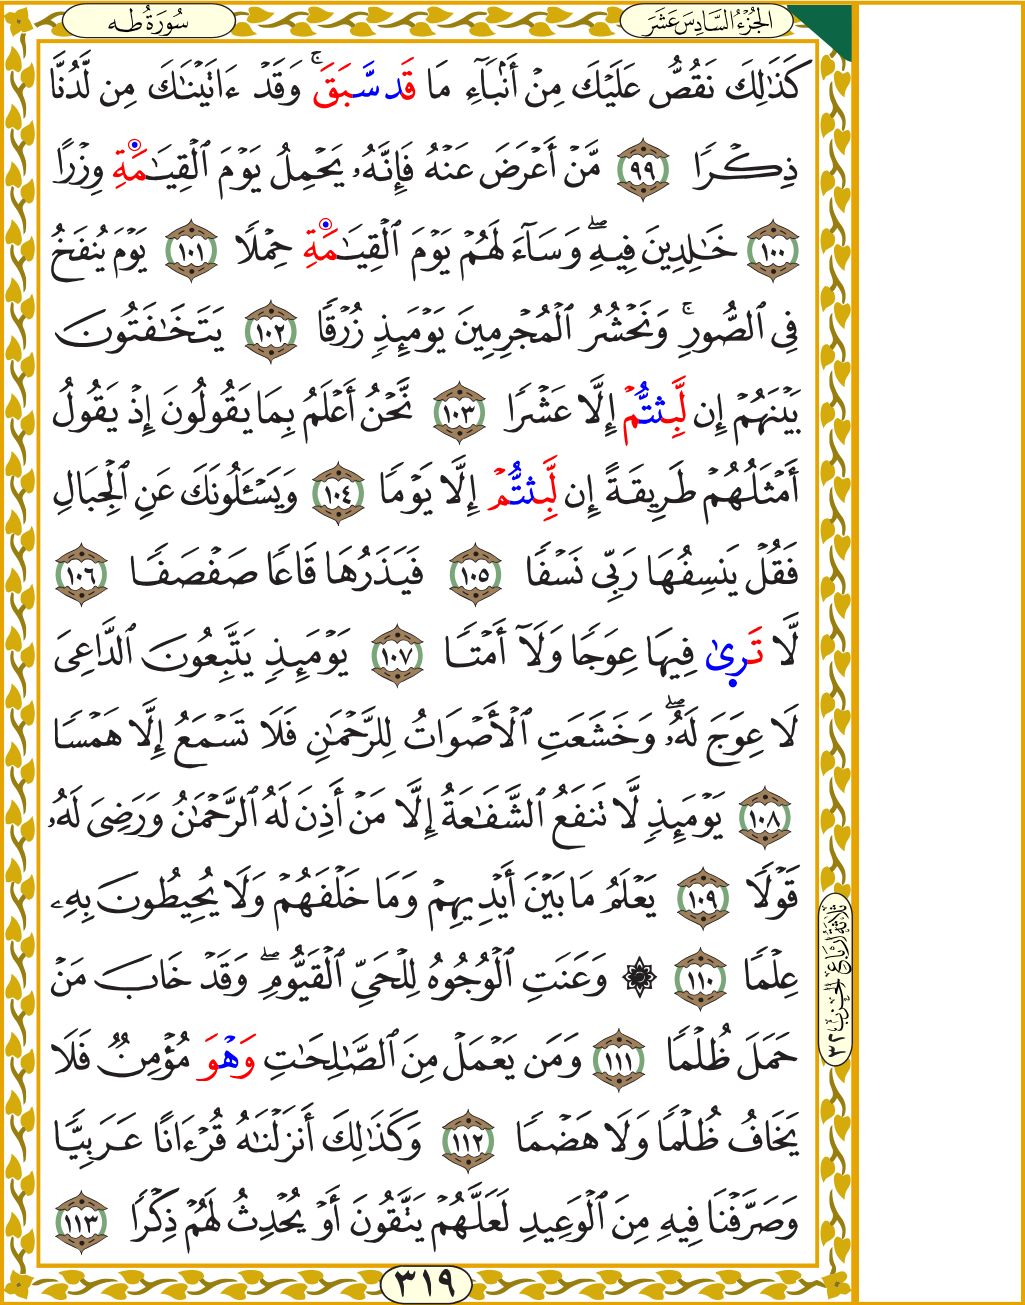 الجُزْءُ السَّادِسَ عَشَرَ
سُورَةُ طه
كَذَٰلِكَ نَقُصُّ عَلَيْكَ مِنْ أَنۢبَآءِ مَا قَد سَّبَقَۚ وَقَدْ ءَاتَيْنَٰكَ مِن لَّدُنَّا
ذِكْرًا ٩٩ مَّنْ أَعْرَضَ عَنْهُ فَإِنَّهُۥ يَحْمِلُ يَوْمَ ٱلْقِيَٰمَةِ وِزْرًا
١٠٠ خَٰلِدِينَ فِيهِۖ وَسَآءَ لَهُمْ يَوْمَ ٱلْقِيَٰمَةِ حِمْلًا ١٠١ يَوْمَ يُنفَخُ
فِى ٱلصُّورِۚ وَنَحْشُرُ ٱلْمُجْرِمِينَ يَوْمَئِذٍ زُرْقًا ١٠٢ يَتَخَٰفَتُونَ
بَيْنَهُمْ إِن لَّبِثتُّمْ إِلَّا عَشْرًا ١٠٣ نَّحْنُ أَعْلَمُ بِمَا يَقُولُونَ إِذْ يَقُولُ
أَمْثَلُهُمْ طَرِيقَةً إِن لَّبِثتُّمْ إِلَّا يَوْمًا ١٠٤ وَيَسْـَٔلُونَكَ عَنِ ٱلْجِبَالِ
فَقُلْ يَنسِفُهَا رَبِّى نَسْفًا ١٠٥ فَيَذَرُهَا قَاعًا صَفْصَفًا ١٠٦
لَّا تَرَىٰ فِيهَا عِوَجًا وَلَآ أَمْتًا ١٠٧ يَوْمَئِذٍ يَتَّبِعُونَ ٱلدَّاعِىَ
لَا عِوَجَ لَهُۥۖ وَخَشَعَتِ ٱلْأَصْوَاتُ لِلرَّحْمَٰنِ فَلَا تَسْمَعُ إِلَّا هَمْسًا
١٠٨ يَوْمَئِذٍ لَّا تَنفَعُ ٱلشَّفَٰعَةُ إِلَّا مَنْ أَذِنَ لَهُ ٱلرَّحْمَٰنُ وَرَضِىَ لَهُۥ
قَوْلًا ١٠٩ يَعْلَمُ مَا بَيْنَ أَيْدِيهِمْ وَمَا خَلْفَهُمْ وَلَا يُحِيطُونَ بِهِۦ
عِلْمًا ١١٠ ۞ وَعَنَتِ ٱلْوُجُوهُ لِلْحَىِّ ٱلْقَيُّومِۖ وَقَدْ خَابَ مَنْ
حَمَلَ ظُلْمًا ١١١ وَمَن يَعْمَلْ مِنَ ٱلصَّٰلِحَٰتِ وَهْوَ مُؤْمِنٌ فَلَا
يَخَافُ ظُلْمًا وَلَا هَضْمًا ١١٢ وَكَذَٰلِكَ أَنزَلْنَٰهُ قُرْءَانًا عَرَبِيًّا
وَصَرَّفْنَا فِيهِ مِنَ ٱلْوَعِيدِ لَعَلَّهُمْ يَتَّقُونَ أَوْ يُحْدِثُ لَهُمْ ذِكْرًا ١١٣
ثلاثة أرباع الحزب ٣٢
٣١٩